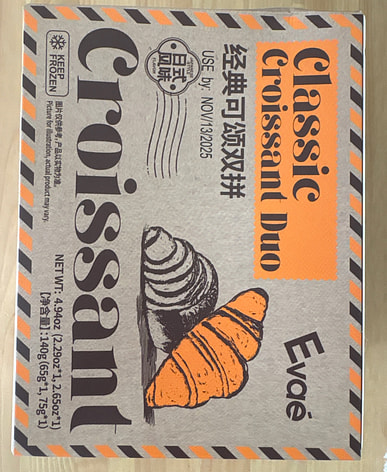 Classic
Croissant Duo
Evaé
经典可颂双拼
USE by: NOV/13/2025
日式
风味
Croissant
KEEP
FROZEN
图片仅供参考,产品以实物为准。
Picture for illustration, actual product may vary.
NET WT: 4.94oz (2.29oz*1, 2.65oz*1)
[净含量]:140g(65g*1, 75g*1)